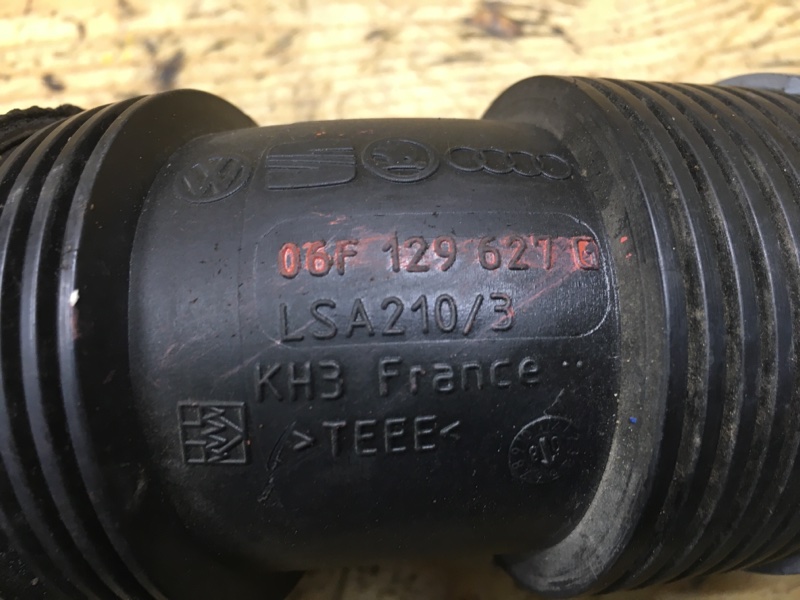 06F 129 627 G
LSA210/3
KH3 France
>TEEE<